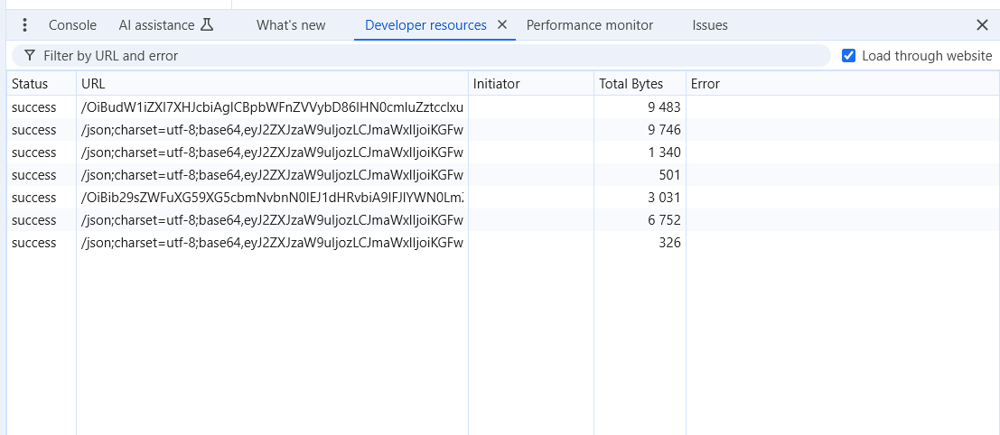 Console AI assistance What's new Developer resources Performance monitor Issues
Filter by URL and error Load through website
Status URL Initiator Total Bytes Error
success /OiBudW1iZXI7XHJcbiAgICBpbWFnZVVybD86IHN0cmluZztcclxu 9 483
success /json;charset=utf-8;base64,eyJ2ZXJzaW9uIjozLCJmaWxlIjoiKGFw 9 746
success /json;charset=utf-8;base64,eyJ2ZXJzaW9uIjozLCJmaWxlIjoiKGFw 1 340
success /json;charset=utf-8;base64,eyJ2ZXJzaW9uIjozLCJmaWxlIjoiKGFw 501
success /OiBib29sZWFuXG59XG5cbmNvbnN0IEJ1dHRvbiA9IFJlYWN0Lm 3 031
success /json;charset=utf-8;base64,eyJ2ZXJzaW9uIjozLCJmaWxlIjoiKGFw 6 752
success /json;charset=utf-8;base64,eyJ2ZXJzaW9uIjozLCJmaWxlIjoiKGFw 326